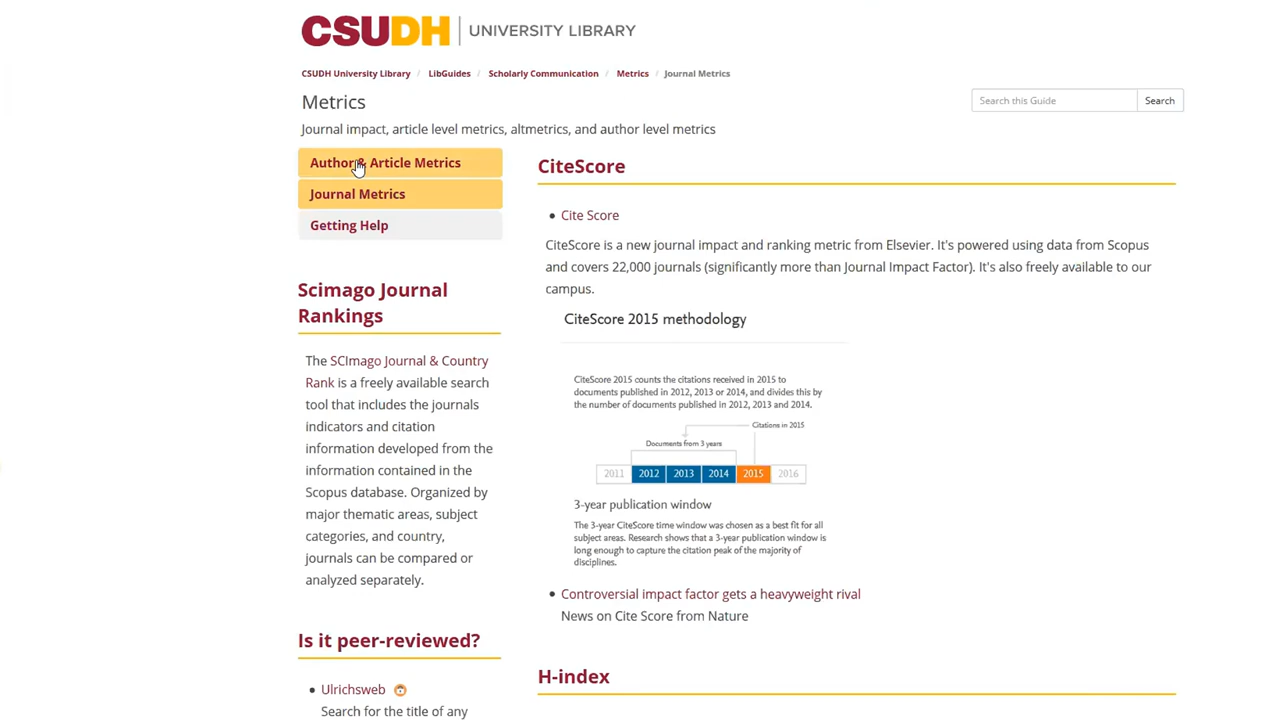 CSUDH UNIVERSITY LIBRARY
CSUDH University Library / LibGuides / Scholarly Communication / Metrics / Journal Metrics
Metrics
Search this Guide
Search
Journal impact, article level metrics, altmetrics, and author level metrics
Author & Article Metrics
Journal Metrics
Getting Help
Scimago Journal
Rankings
The SCImago Journal & Country
Rank is a freely available search
tool that includes the journals
indicators and citation
information developed from the
information contained in the
Scopus database. Organized by
major thematic areas, subject
categories, and country,
journals can be compared or
analyzed separately.
Is it peer-reviewed?
• Ulrichsweb
Search for the title of any
CiteScore
• Cite Score
CiteScore is a new journal impact and ranking metric from Elsevier. It's powered using data from Scopus
and covers 22,000 journals (significantly more than Journal Impact Factor). It's also freely available to our
campus.
CiteScore 2015 methodology
CiteScore 2015 counts the citations received in 2015 to
documents published in 2012, 2013 or 2014, and divides this by
the number of documents published in 2012, 2013 and 2014.
Citations in 2015
Documents from 3 years
2011 2012 2013 2014 2015 2016
3-year publication window
The 3-year CiteScore time window was chosen as a best fit for all
subject areas. Research shows that a 3-year publication window is
long enough to capture the citation peak of the majority of
disciplines.
• Controversial impact factor gets a heavyweight rival
News on Cite Score from Nature
H-index